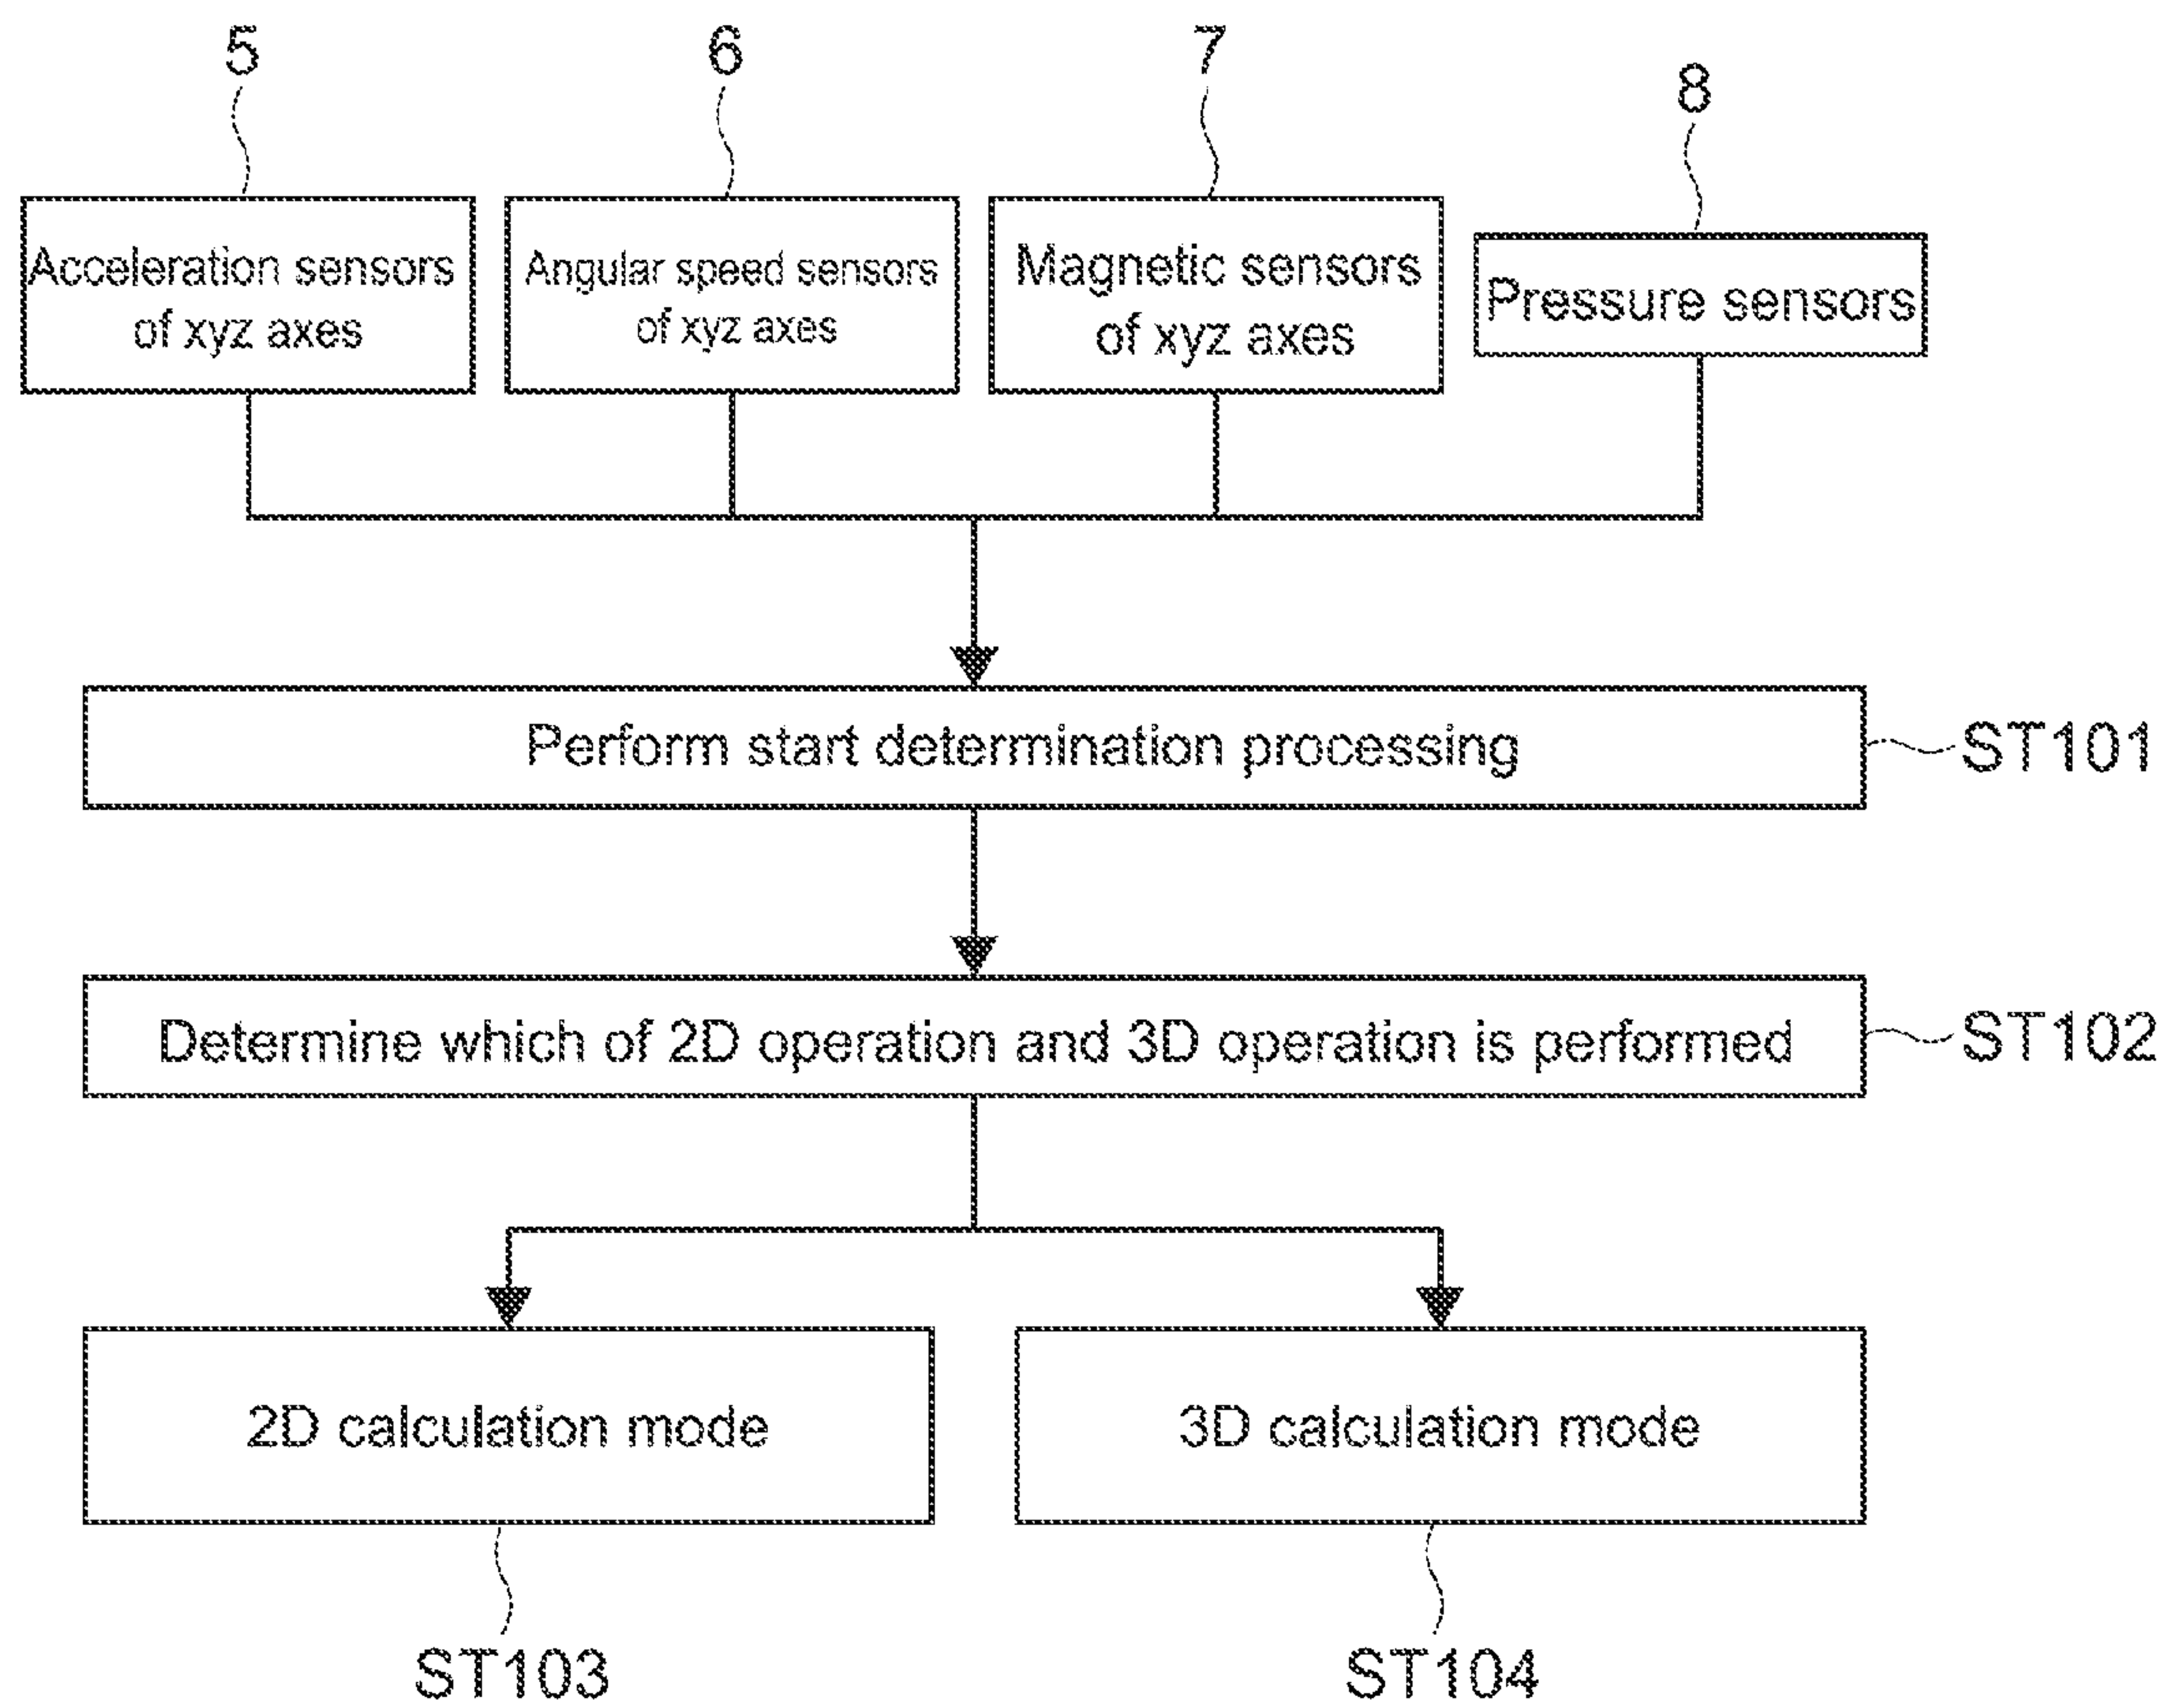 5
6
7
8
Acceleration sensors
of xyz axes
Angular speed sensors
of xyz axes
Magnetic sensors
of xyz axes
Pressure sensors
Perform start determination processing
ST101
Determine which of 2D operation and 3D operation is performed
ST102
2D calculation mode
3D calculation mode
ST103
ST104